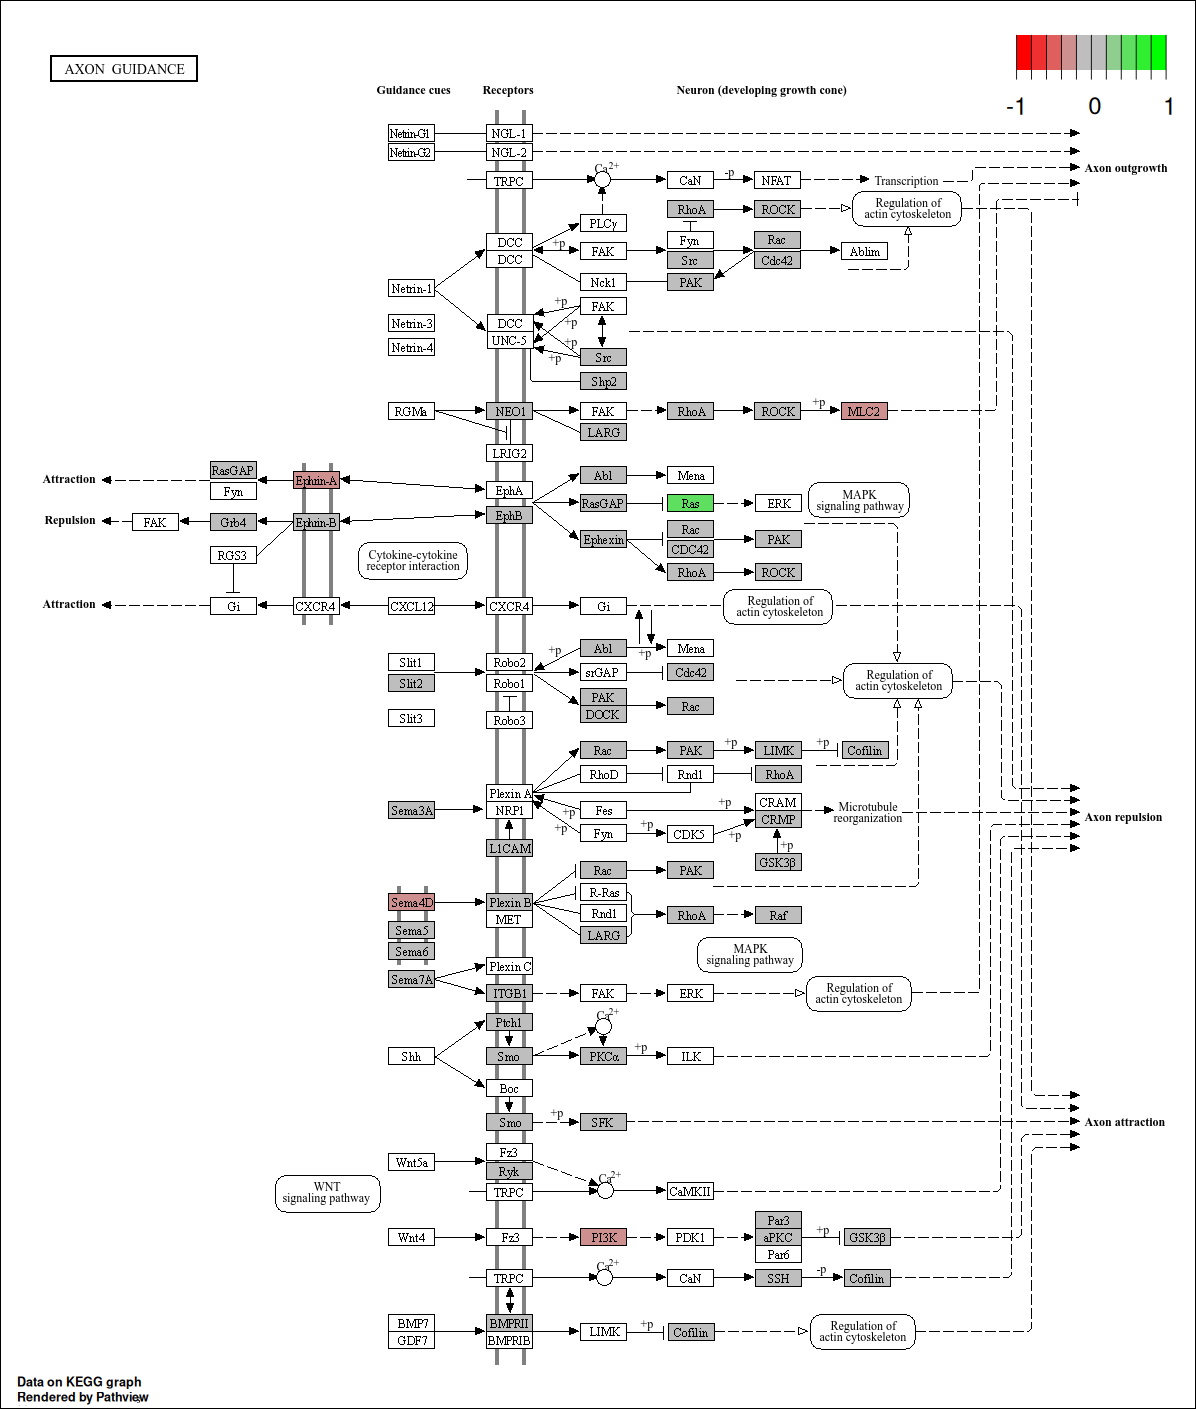 AXON GUIDANCE
-1 0 1
Guidance cues Receptors Neuron (developing growth cone)
Netrin-G1 NGL-1
Netrin-G2 NGL-2
Axon outgrowth
TRPC Ca2+ CaN -p NFAT Transcription
RhoA ROCK Regulation of
actin cytoskeleton
PLCγ
DCC +p FAK Fyn Rac Ablim
DCC Src Cdc42
Netrin-1 Nck1 PAK
+p FAK
Netrin-3 DCC +p
UNC-5 +p
Netrin-4 +p Src
Shp2
RGMa NEO1 FAK RhoA ROCK +p MLC2
LARG
LRIG2
RasGAP Abl Mena
Attraction Ephrin-A
Fyn EphA MAPK
signaling pathway
RasGAP Ras ERK
Repulsion FAK Grb4 Ephrin-B EphB
Rac
Ephexin PAK
CDC42
RGS3 Cytokine-cytokine
receptor interaction
RhoA ROCK
Attraction Gi CXCR4 CXCL12 CXCR4 Gi Regulation of
actin cytoskeleton
+p Abl +p Mena
Slit1 Robo2 srGAP Cdc42
Slit2 Robo1 Regulation of
actin cytoskeleton
PAK
DOCK Rac
Slit3 Robo3
Rac PAK +p LIMK +p Cofilin
RhoD Rnd1 RhoA
Plexin A
Sema3A NRP1 +p Fes +p CRAM Microtubule
reorganization
CRMP
Axon repulsion
+p Fyn +p CDK5 +p
L1CAM +p
GSK3β
Rac PAK
R-Ras
Sema4D Plexin B
MET Rnd1 RhoA Raf
Sema5 LARG
Sema6 MAPK
signaling pathway
Plexin C
Sema7A
ITGB1 FAK ERK Regulation of
actin cytoskeleton
Ptch1 Ca2+
Shh Smo PKCα +p ILK
Boc
Smo +p SFK Axon attraction
Fz3
Wnt5a Ryk
WNT
signaling pathway
TRPC Ca2+ CaMKII
Par3
Wnt4 Fz3 PI3K PDK1 aPKC +p GSK3β
Par6
TRPC Ca2+ CaN SSH -p Cofilin
BMP7 BMPRII
GDF7 BMPRIB LIMK +p Cofilin Regulation of
actin cytoskeleton
Data on KEGG graph
Rendered by Pathview